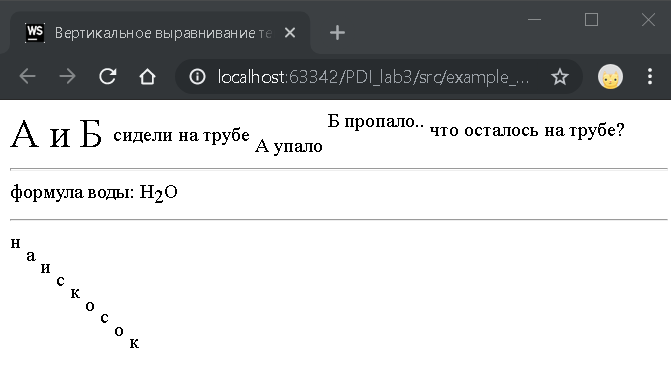 WS Вертикальное выравнивание те
localhost:63342/PDI_lab3/src/example_...
А и Б сидели на трубе А упало Б пропало.. что осталось на трубе?
формула воды: H2O
н
а
и
с
к
о
с
о
к